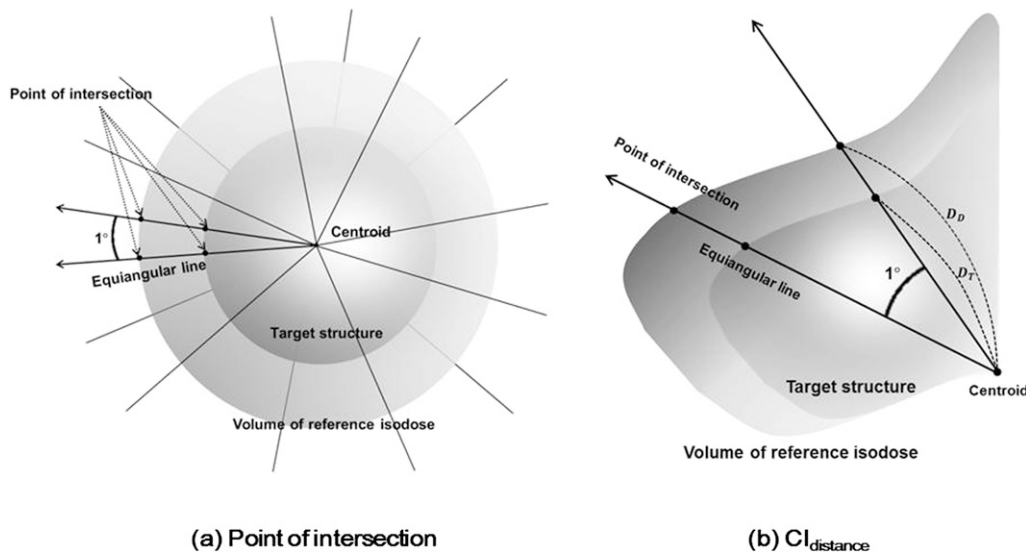 Point of intersection
1°
Equiangular line
Centroid
Target structure
Volume of reference isodose
(a) Point of intersection
Point of intersection
Equiangular line
1°
D_D
D_T
Target structure
Centroid
Volume of reference isodose
(b) CI_distance